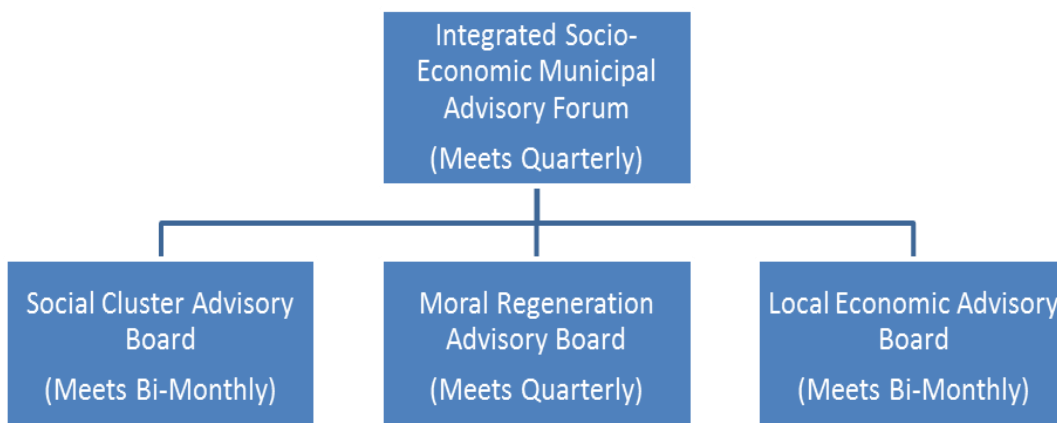 Integrated Socio-
Economic Municipal
Advisory Forum
(Meets Quarterly)
Social Cluster Advisory
Board
(Meets Bi-Monthly)
Moral Regeneration
Advisory Board
(Meets Quarterly)
Local Economic Advisory
Board
(Meets Bi-Monthly)